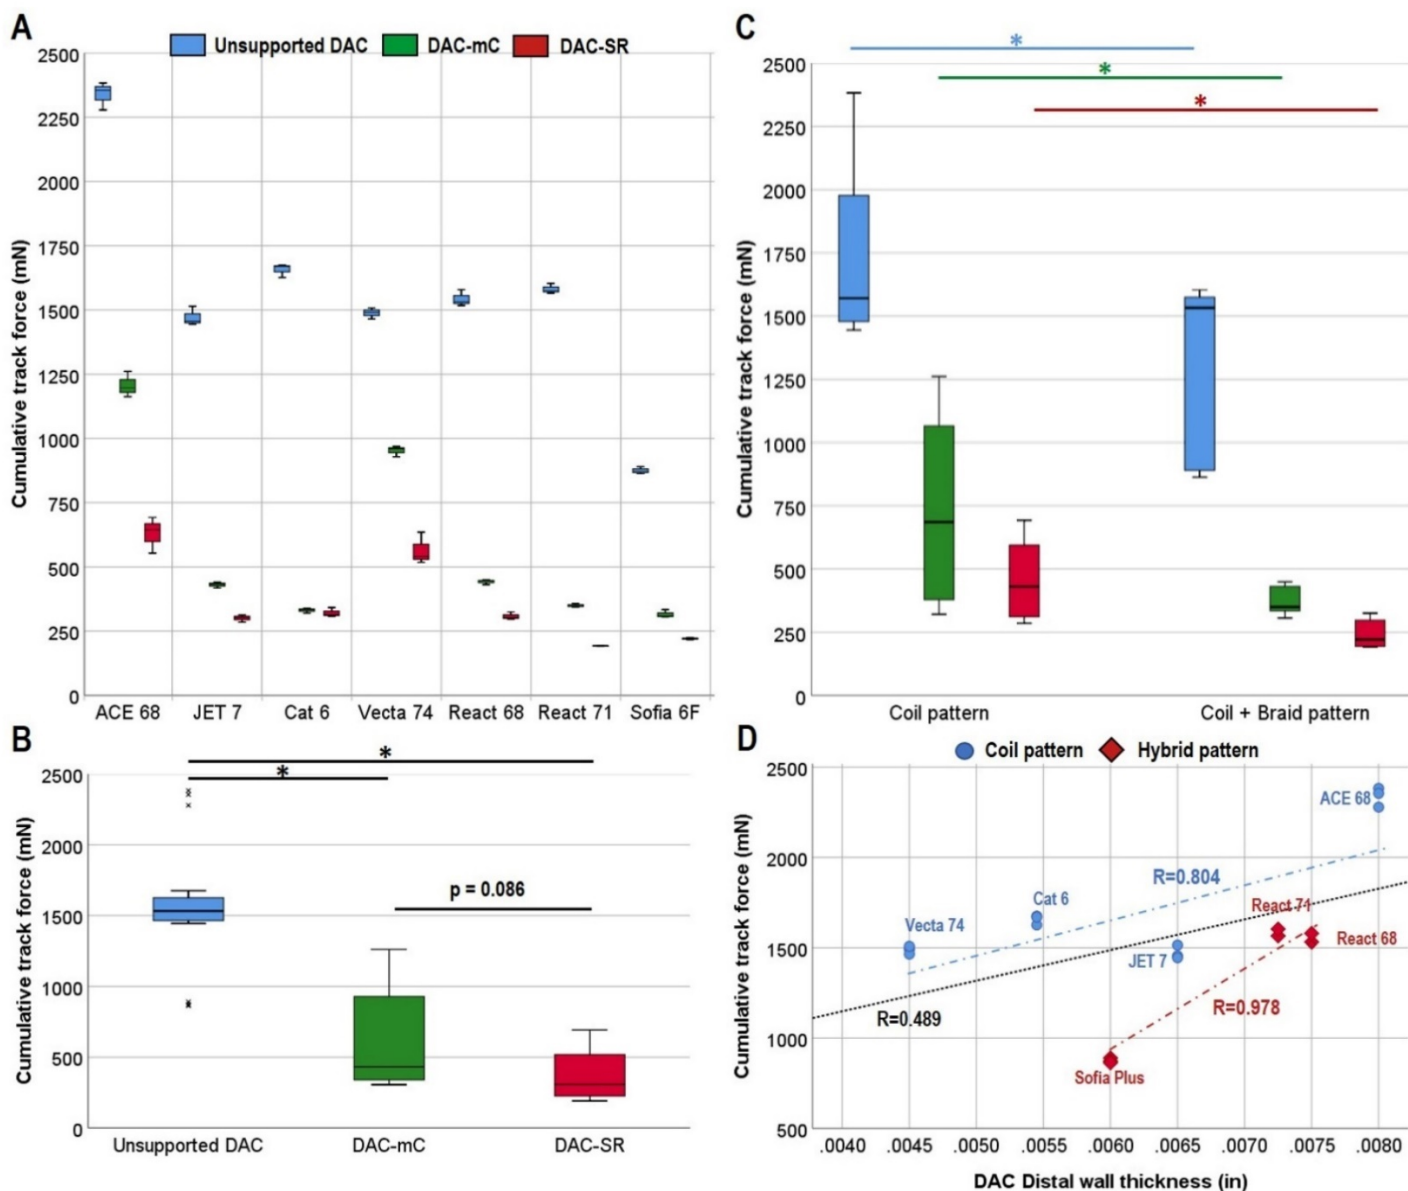 A
Unsupported DAC DAC-mC DAC-SR
2500
2250
2000
1750
1500
1250
1000
750
500
250
0
Cumulative track force (mN)
ACE 68 JET 7 Cat 6 Vecta 74 React 68 React 71 Sofia 6F
B
*
*
p = 0.086
2500
2000
1500
1000
500
0
Cumulative track force (mN)
Unsupported DAC DAC-mC DAC-SR
C
*
*
*
2500
2250
2000
1750
1500
1250
1000
750
500
250
0
Cumulative track force (mN)
Coil pattern Coil + Braid pattern
D
Coil pattern Hybrid pattern
2500
2000
1500
1000
500
Cumulative track force (mN)
ACE 68
R=0.804
Cat 6
React 71
Vecta 74
React 68
JET 7
R=0.978
R=0.489
Sofia Plus
.0040 .0045 .0050 .0055 .0060 .0065 .0070 .0075 .0080
DAC Distal wall thickness (in)